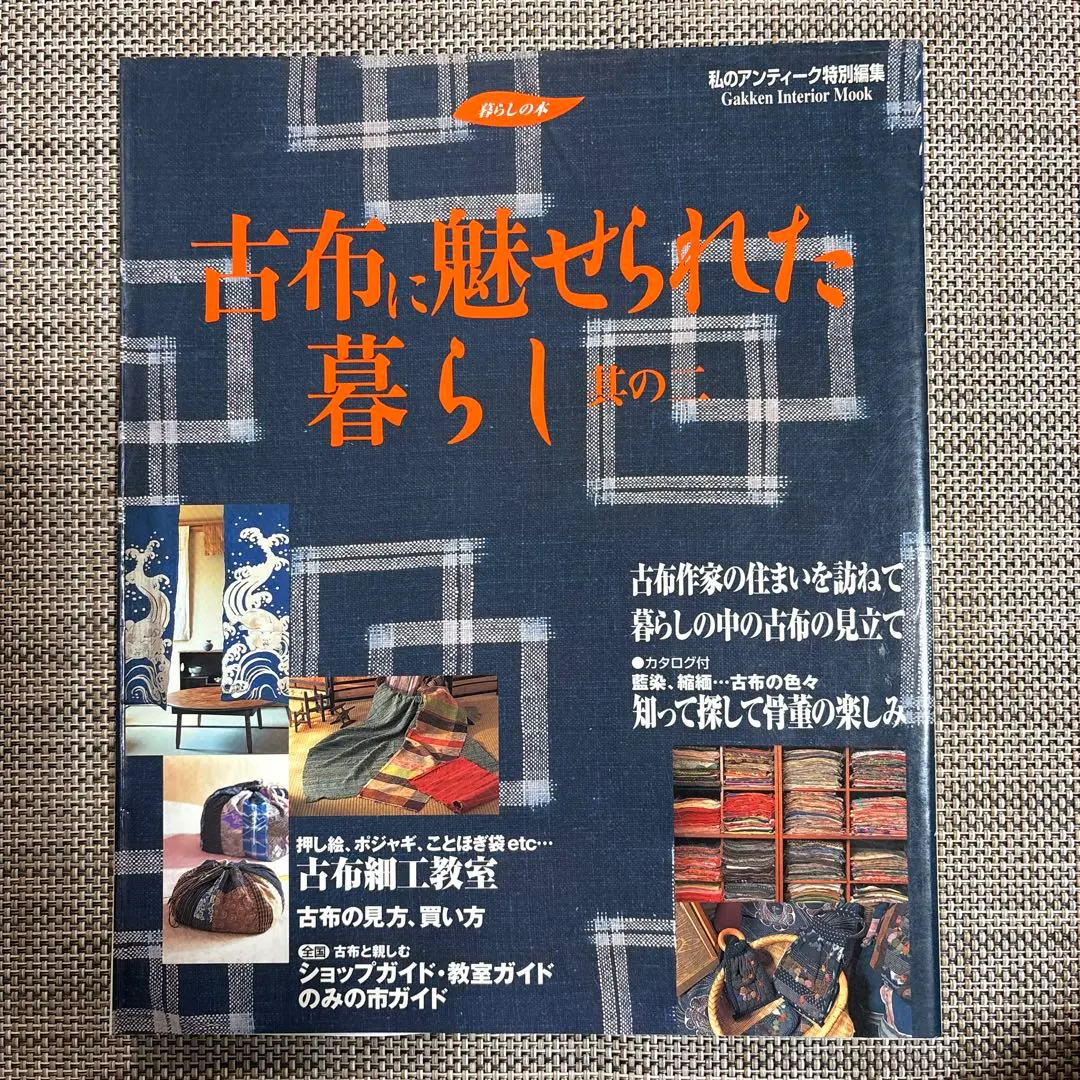 私のアンティーク特別編集
Gakken Interior Mook
暮らしの本
古布に魅せられた
暮らし 其の二
古布作家の住まいを訪ねて
暮らしの中の古布の見立て
●カタログ付
藍染、縮緬…古布の色々
知って探して骨董の楽しみ
押し絵、ポジャギ、ことほぎ袋etc…
古布細工教室
古布の見方、買い方
全国 古布と親しむ
ショップガイド・教室ガイド
のみの市ガイド